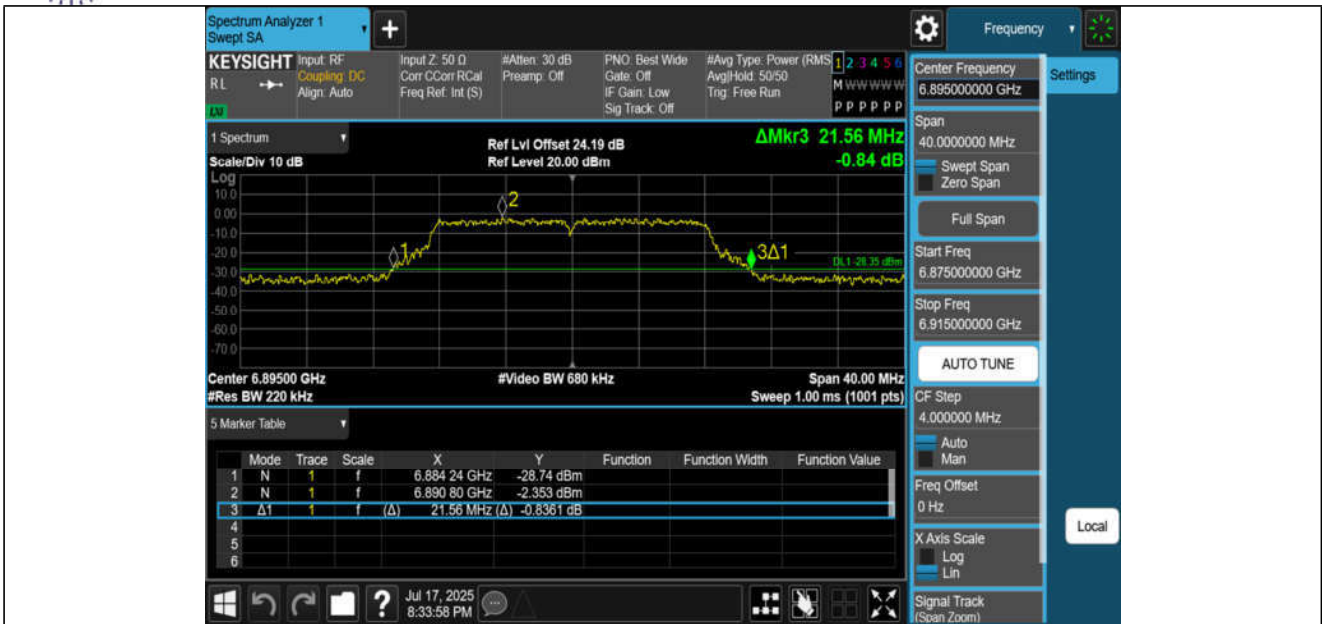 Spectrum Analyzer 1
Swept SA
+
Frequency
KEYSIGHT
RL
LV
Input: RF
Coupling: DC
Align: Auto
Input Z: 50 Ω
Corr CCorr RCal
Freq Ref: Int (S)
#Atten: 30 dB
Preamp: Off
PNO: Best Wide
Gate: Off
IF Gain: Low
Sig Track: Off
#Avg Type: Power (RMS
Avg|Hold: 50/50
Trig: Free Run
1 2 3 4 5 6
M W W W W W
P P P P P P
1 Spectrum
Scale/Div 10 dB
Ref Lvl Offset 24.19 dB
Ref Level 20.00 dBm
ΔMkr3 21.56 MHz
-0.84 dB
Log
10.0
0.00
-10.0
-20.0
-30.0
-40.0
-50.0
-60.0
-70.0
1
2
3Δ1
DL1 -28.35 dBm
Center 6.89500 GHz
#Video BW 680 kHz
Span 40.00 MHz
#Res BW 220 kHz
Sweep 1.00 ms (1001 pts)
5 Marker Table
Mode Trace Scale X Y Function Function Width Function Value
1 N 1 f 6.884 24 GHz -28.74 dBm
2 N 1 f 6.890 80 GHz -2.353 dBm
3 Δ1 1 f (Δ) 21.56 MHz (Δ) -0.8361 dB
4
5
6
?
Jul 17, 2025
8:33:58 PM
Center Frequency
6.895000000 GHz
Settings
Span
40.0000000 MHz
Swept Span
Zero Span
Full Span
Start Freq
6.875000000 GHz
Stop Freq
6.915000000 GHz
AUTO TUNE
CF Step
4.000000 MHz
Auto
Man
Freq Offset
0 Hz
Local
X Axis Scale
Log
Lin
Signal Track
(Span Zoom)